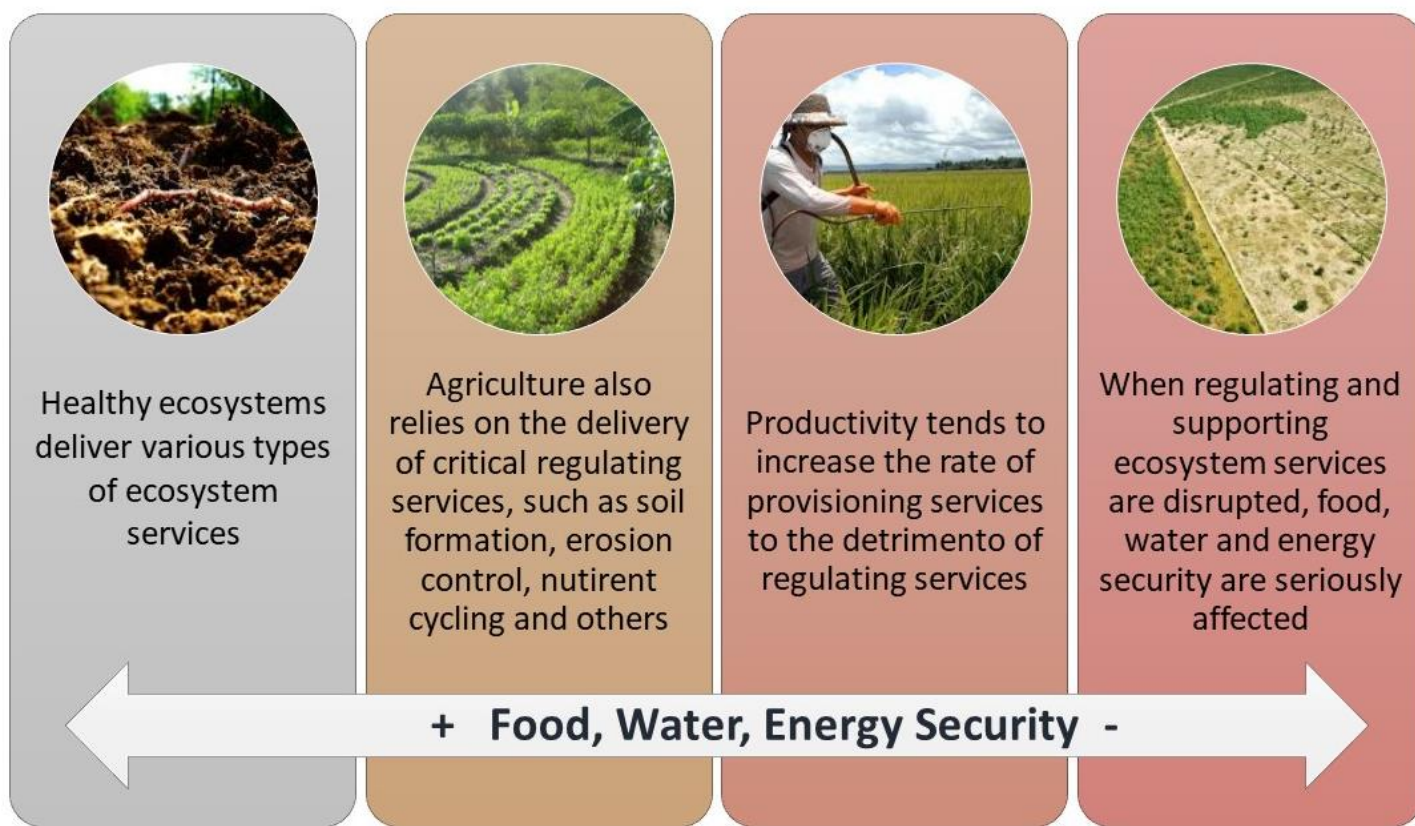 Healthy ecosystems
deliver various types
of ecosystem
services
Agriculture also
relies on the delivery
of critical regulating
services, such as soil
formation, erosion
control, nutirent
cycling and others
Productivity tends to
increase the rate of
provisioning services
to the detrimento of
regulating services
When regulating and
supporting
ecosystem services
are disrupted, food,
water and energy
security are seriously
affected
+ Food, Water, Energy Security -